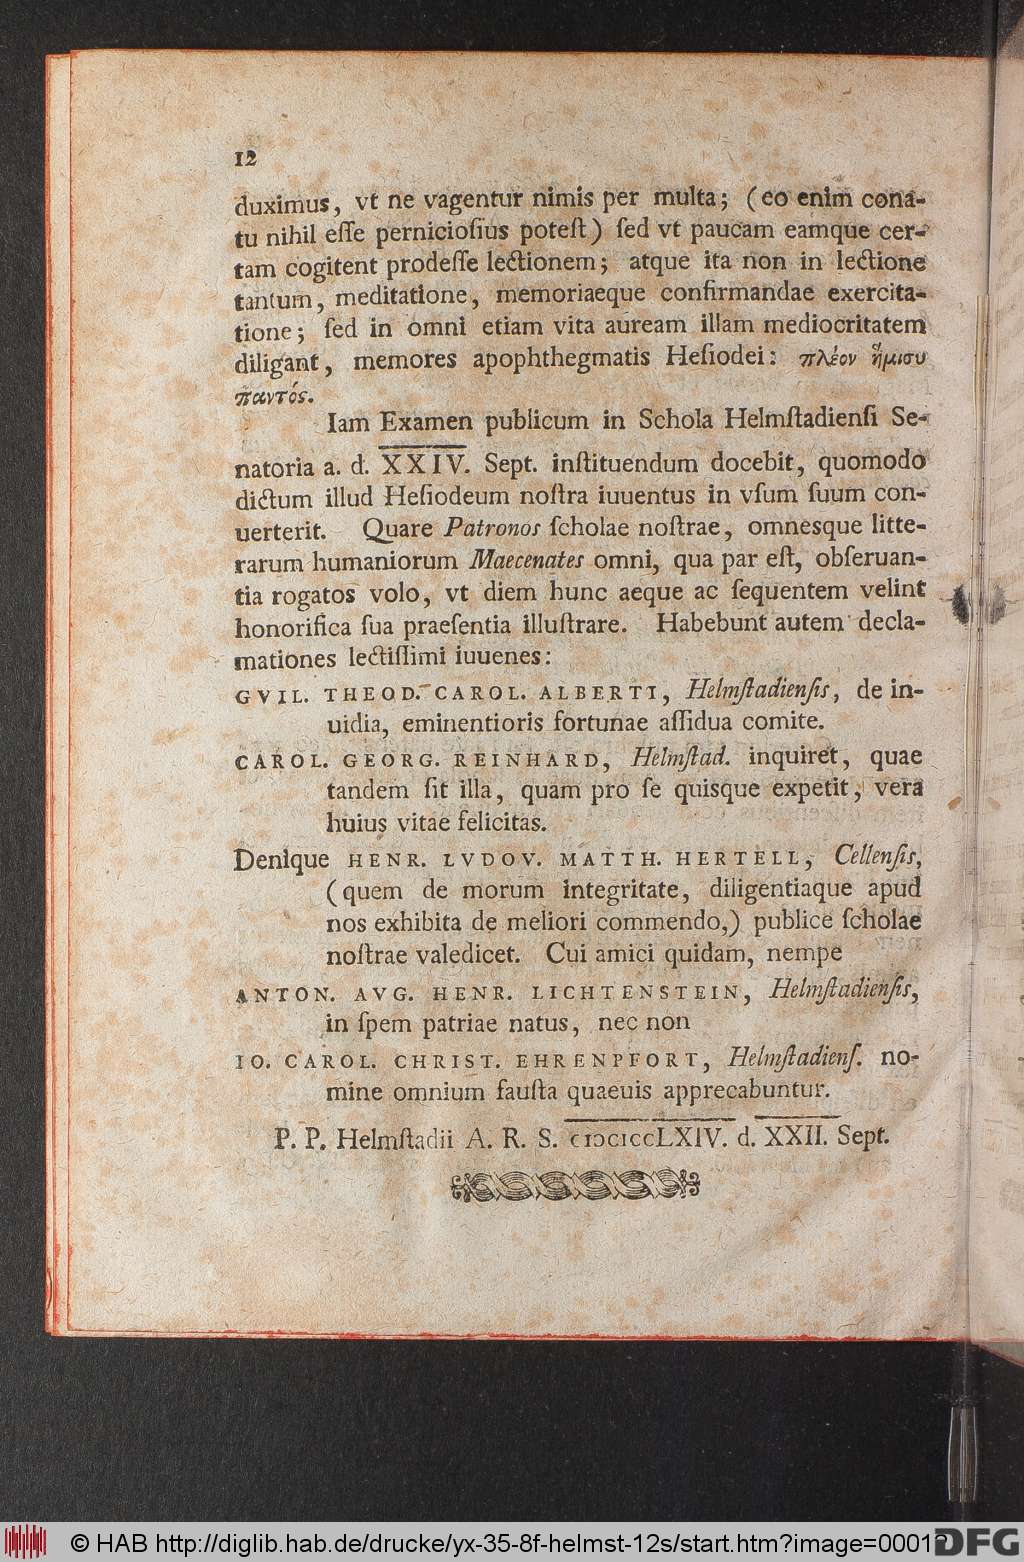 12
duximus, vt ne vagentur nimis per multa; (eo enim cona-
tu nihil eſſe pernicioſius poteſt) ſed vt paucam eamque cer-
tam cogitent prodeſſe lectionem; atque ita non in lectione
tantum, meditatione, memoriaeque confirmandae exercita-
tione; ſed in omni etiam vita auream illam mediocritatem
diligant, memores apophthegmatis Heſiodei: πλέον ἥμισυ
παντός.
Iam Examen publicum in Schola Helmſtadienſi Se-
natoria a. d. XXIV. Sept. inſtituendum docebit, quomodo
dictum illud Heſiodeum noſtra iuuentus in vſum ſuum con-
uerterit. Quare Patronos ſcholae noſtrae, omnesque litte-
rarum humaniorum Maecenates omni, qua par eſt, obſeruan-
tia rogatos volo, vt diem hunc aeque ac ſequentem velint
honorifica ſua praeſentia illuſtrare. Habebunt autem decla-
mationes lectiſſimi iuuenes:
GVIL. THEOD. CAROL. ALBERTI, Helmſtadienſis, de in-
uidia, eminentioris fortunae aſſidua comite.
CAROL. GEORG. REINHARD, Helmſtad. inquiret, quae
tandem ſit illa, quam pro ſe quisque expetit, vera
huius vitae felicitas.
Denique HENR. LVDOV. MATTH. HERTELL, Cellenſis,
(quem de morum integritate, diligentiaque apud
nos exhibita de meliori commendo,) publice ſcholae
noſtrae valedicet. Cui amici quidam, nempe
ANTON. AVG. HENR. LICHTENSTEIN, Helmſtadienſis,
in ſpem patriae natus, nec non
IO. CAROL. CHRIST. EHRENPFORT, Helmſtadienſ. no-
mine omnium fauſta quaeuis apprecabuntur.
P. P. Helmſtadii A. R. S. cIↄcIccLXIV. d. XXII. Sept.
© HAB http://diglib.hab.de/drucke/yx-35-8f-helmst-12s/start.htm?image=00012
DFG